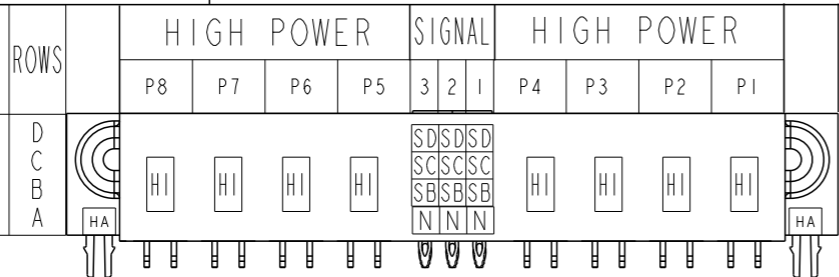 ROWS
HIGH POWER SIGNAL HIGH POWER
P8 P7 P6 P5 3 2 1 P4 P3 P2 P1
D SD SD SD
C SC SC SC
HI HI HI HI HI HI HI HI
B SB SB SB
A HA N N N HA